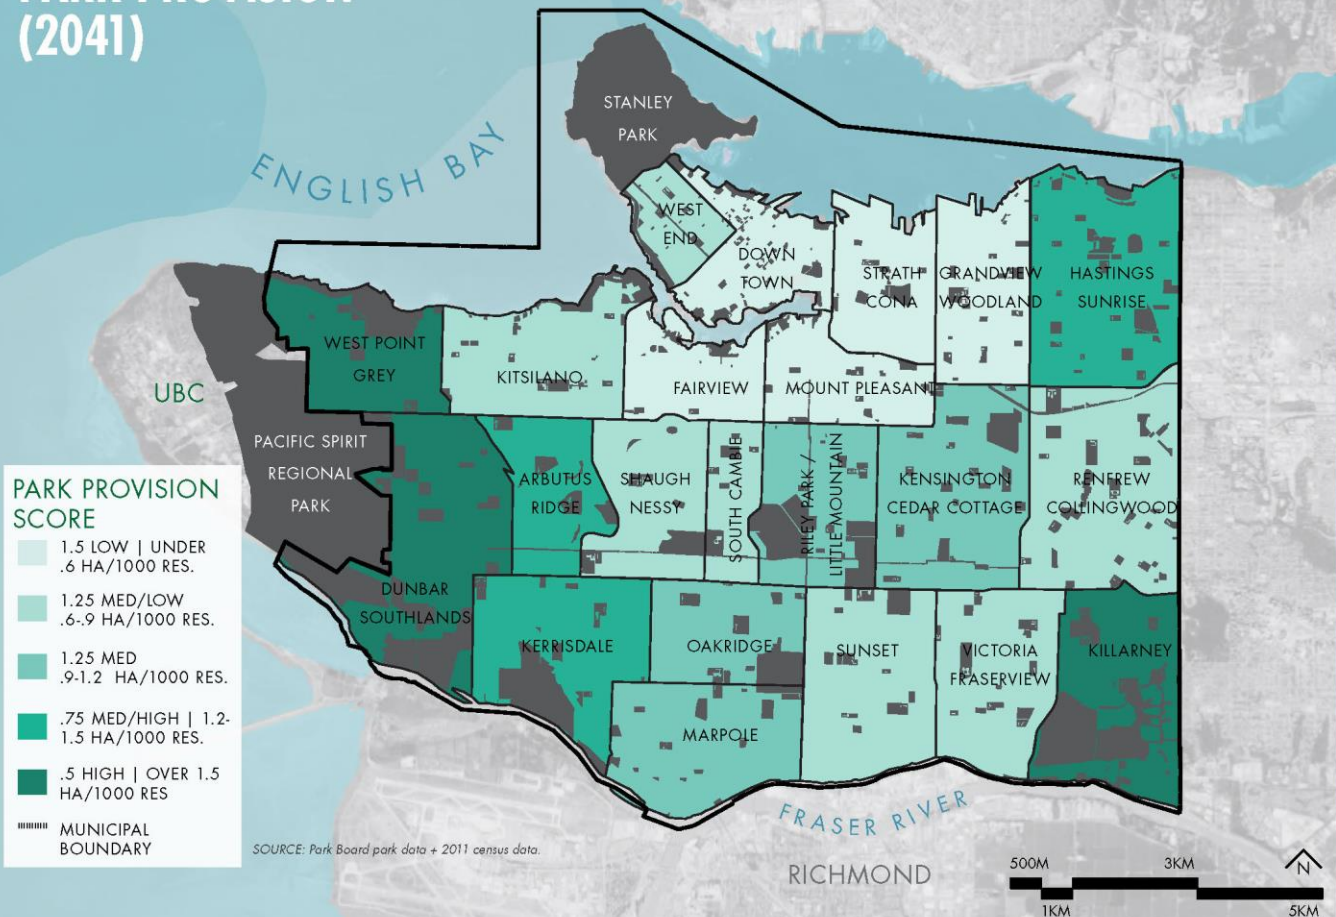 PARK PROVISION
(2041)
ENGLISH BAY
STANLEY
PARK
WEST
END
DOWN
TOWN
STRATH
CONA
GRANDVIEW
WOODLAND
HASTINGS
SUNRISE
WEST POINT
GREY
KITSILANO
FAIRVIEW
MOUNT PLEASANT
UBC
PACIFIC SPIRIT
REGIONAL
PARK
ARBUTUS
RIDGE
SHAUGH
NESSY
SOUTH CAMBIE
RILEY PARK /
LITTLE MOUNTAIN
KENSINGTON
CEDAR COTTAGE
RENFREW
COLLINGWOOD
DUNBAR
SOUTHLANDS
KERRISDALE
OAKRIDGE
SUNSET
VICTORIA
FRASERVIEW
KILLARNEY
MARPOLE
PARK PROVISION
SCORE
1.5 LOW | UNDER
.6 HA/1000 RES.
1.25 MED/LOW
.6-.9 HA/1000 RES.
1.25 MED
.9-1.2 HA/1000 RES.
.75 MED/HIGH | 1.2-
1.5 HA/1000 RES.
.5 HIGH | OVER 1.5
HA/1000 RES
MUNICIPAL
BOUNDARY
SOURCE: Park Board park data + 2011 census data.
FRASER RIVER
RICHMOND
500M 3KM N
1KM 5KM